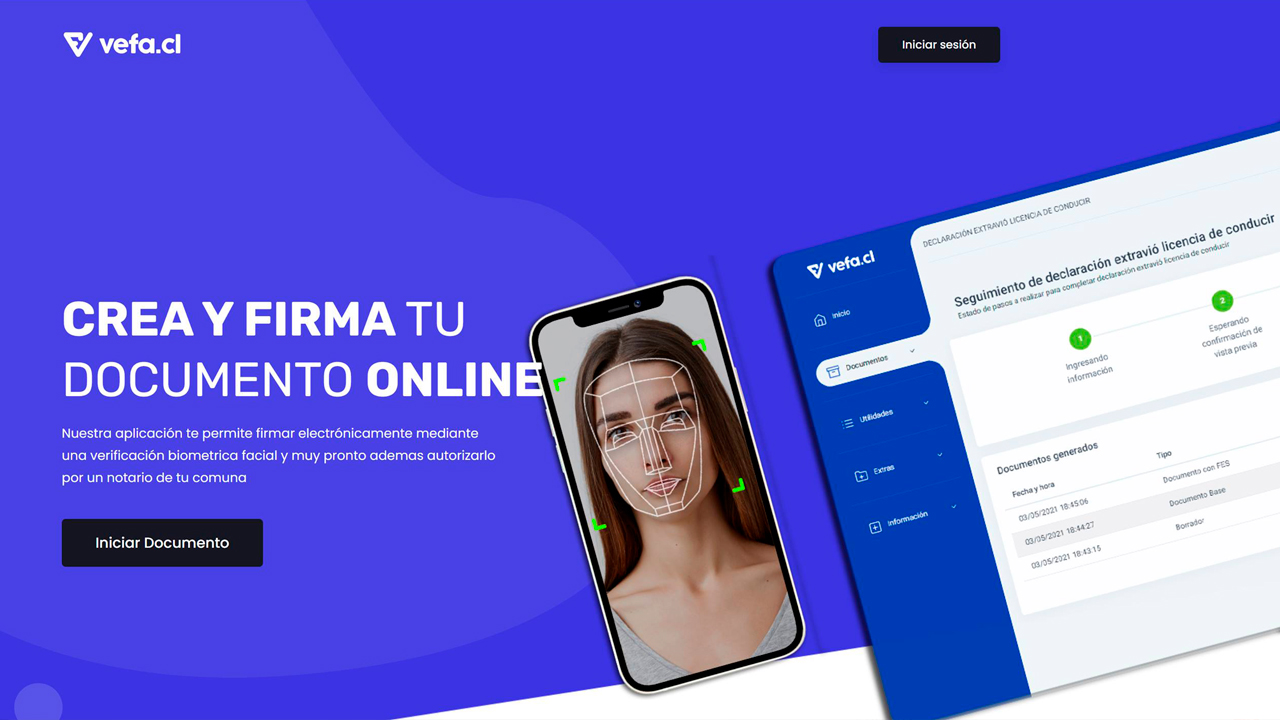 vefa.cl
Iniciar sesión
CREA Y FIRMA TU
DOCUMENTO ONLINE
Nuestra aplicación te permite firmar electrónicamente mediante
una verificación biometrica facial y muy pronto ademas autorizarlo
por un notario de tu comuna
Iniciar Documento
vefa.cl
Inicio
Documentos
Utilidades
Extras
Información
DECLARACIÓN EXTRAVIÓ LICENCIA DE CONDUCIR
Seguimiento de declaración extravió licencia de conducir
Estado de pasos a realizar para completar declaración extravió licencia de conducir
1
Ingresando
información
2
Esperando
confirmación de
vista previa
Documentos generados
Fecha y hora Tipo
03/05/2021 18:45:06 Documento con FES
03/05/2021 18:44:27 Documento Base
03/05/2021 18:43:15 Borrador